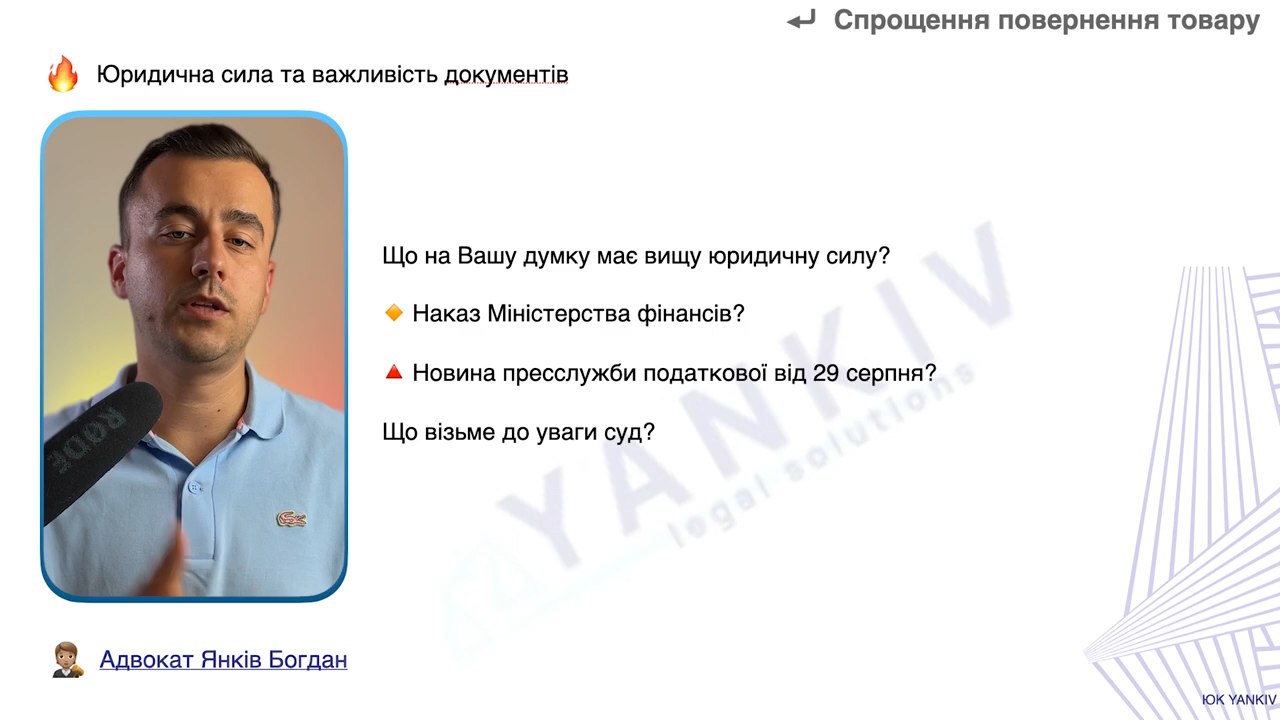 Спрощення повернення товару
Юридична сила та важливість документів
Що на Вашу думку має вищу юридичну силу?
Наказ Міністерства фінансів?
Новина пресслужби податкової від 29 серпня?
Що візьме до уваги суд?
YANKIV
legal solutions
RODE
Адвокат Янків Богдан
ЮК YANKIV